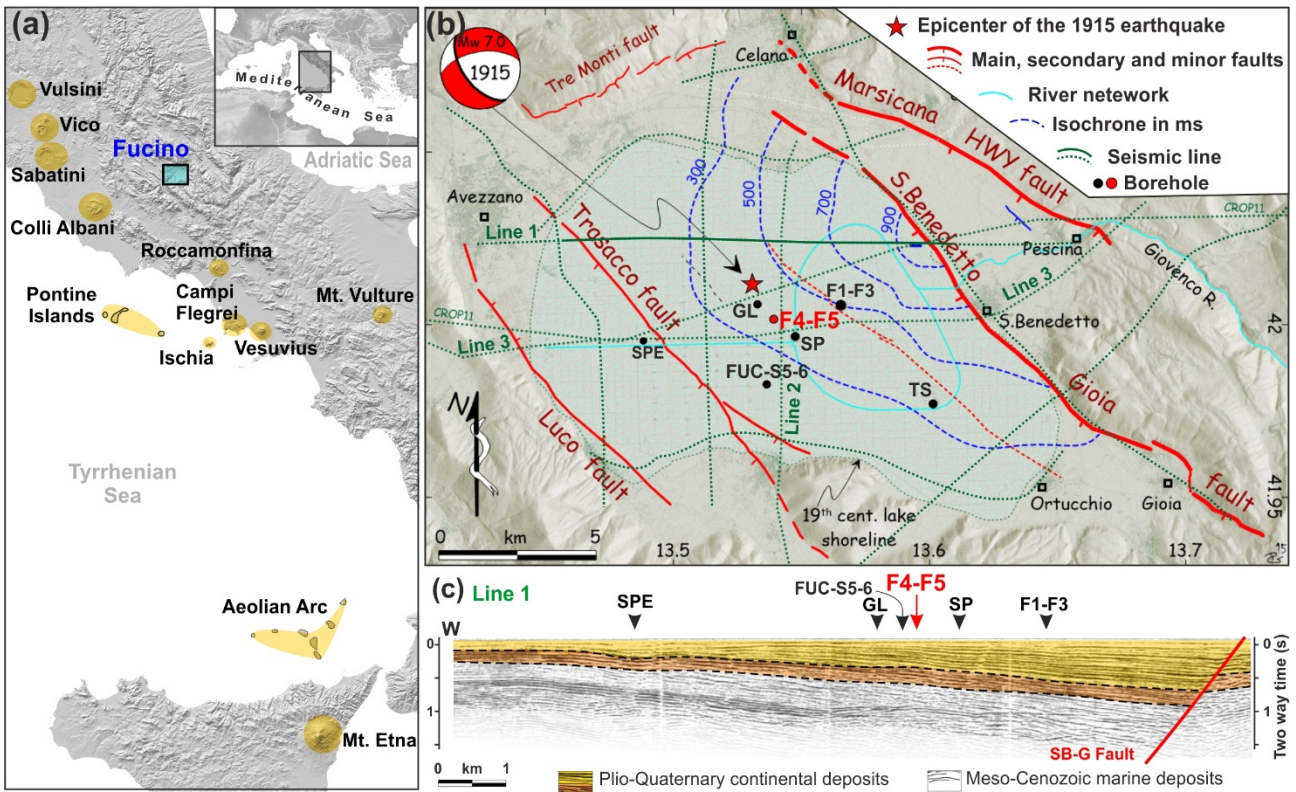 (a)
Vulsini
Vico
Sabatini
Fucino
Mediterranean Sea
Adriatic Sea
Colli Albani
Roccamonfina
Pontine
Islands
Campi
Flegrei
Mt. Vulture
Ischia
Vesuvius
Tyrrhenian
Sea
Aeolian Arc
Mt. Etna
(b)
Mw 7.0
1915
Tre Monti fault
Celano
Epicenter of the 1915 earthquake
Main, secondary and minor faults
River netework
Isochrone in ms
Seismic line
Borehole
Marsicana HWY fault
300
500
700
900
Avezzano
S.Benedetto
CROP11
Line 1
Pescina
Giovenco R.
Trasacco fault
GL
F1-F3
F4-F5
Line 3
S.Benedetto
42
CROP11
Line 3
SPE
SP
FUC-S5-6
TS
Line 2
Gioia
fault
N
Luco fault
19th cent. lake
shoreline
Ortucchio
Gioia
41.95
0 km 5
13.5
13.6
13.7
(c) Line 1
W
SPE
FUC-S5-6
F4-F5
GL
SP
F1-F3
0
1
0
1
Two way time (s)
SB-G Fault
0 km 1
Plio-Quaternary continental deposits
Meso-Cenozoic marine deposits